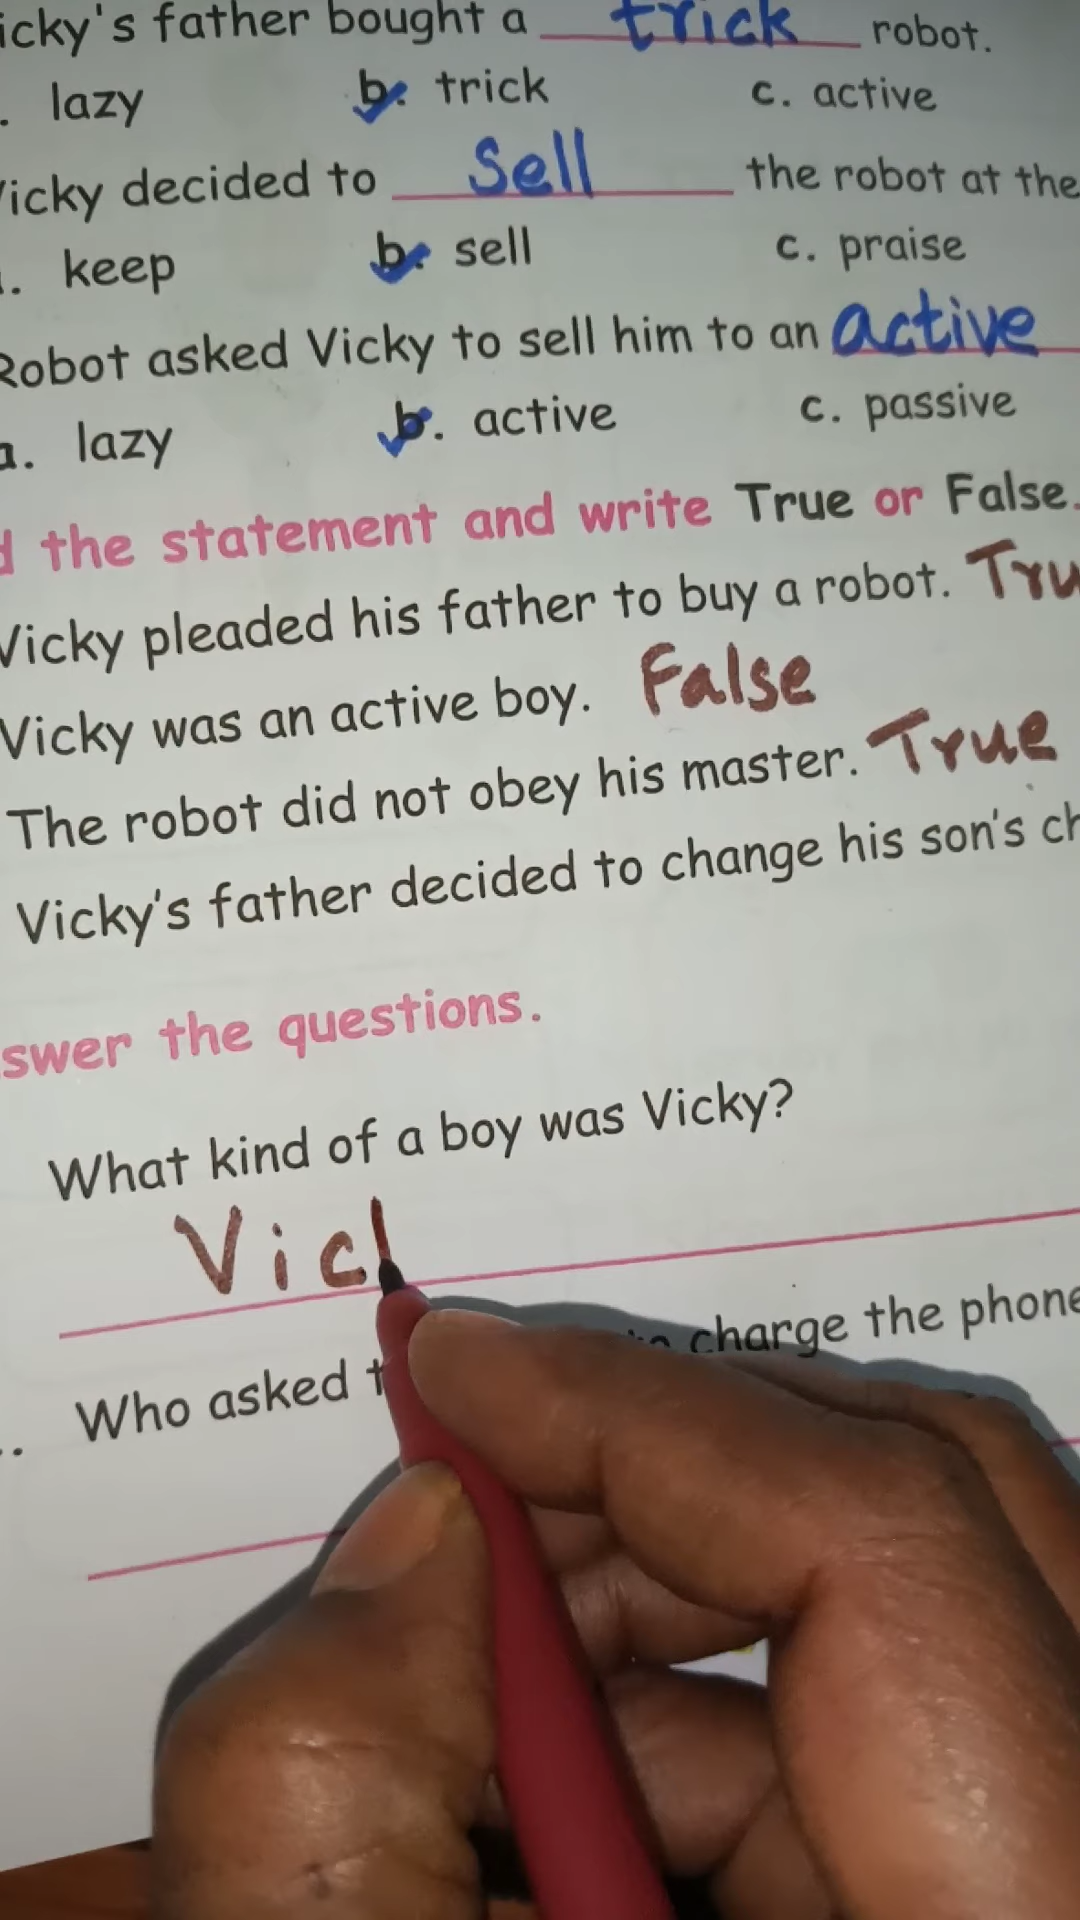 icky's father bought a trick robot.
. lazy b. trick c. active
Vicky decided to Sell the robot at the
. keep b. sell c. praise
Robot asked Vicky to sell him to an active
a. lazy b. active c. passive
d the statement and write True or False.
Vicky pleaded his father to buy a robot. Tru
Vicky was an active boy. False
The robot did not obey his master. True
Vicky's father decided to change his son's ch
swer the questions.
What kind of a boy was Vicky?
Vic
. Who asked t charge the phone